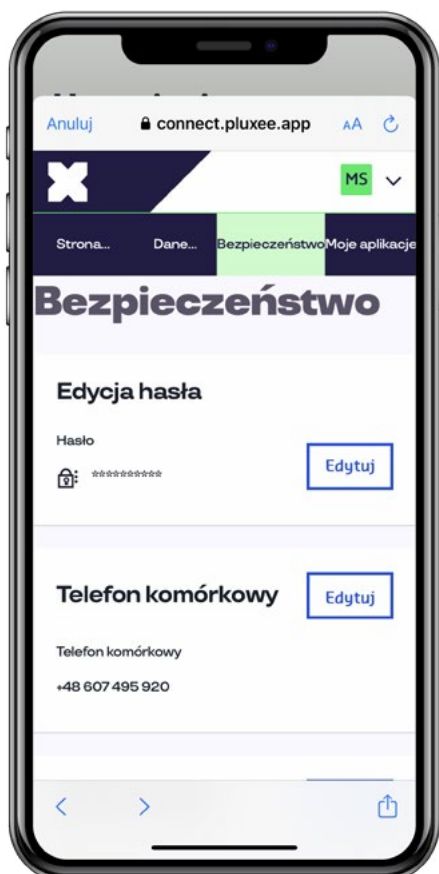 Anuluj
connect.pluxee.app
AA
MS
Strona...
Dane...
Bezpieczeństwo
Moje aplikacje
Bezpieczeństwo
Edycja hasła
Hasło
**********
Edytuj
Telefon komórkowy
Edytuj
Telefon komórkowy
+48 607 495 920